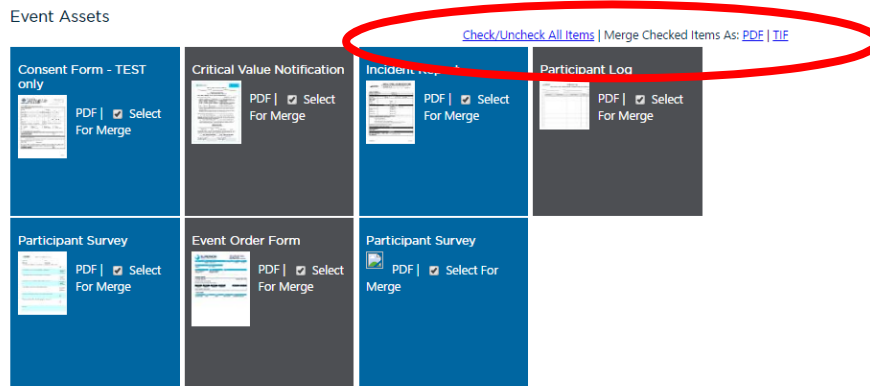 Event Assets
Check/Uncheck All Items | Merge Checked Items As: PDF | TIF
Consent Form - TEST only
PDF | Select For Merge
Critical Value Notification
PDF | Select For Merge
Incident Report
PDF | Select For Merge
Participant Log
PDF | Select For Merge
Participant Survey
PDF | Select For Merge
Event Order Form
PDF | Select For Merge
Participant Survey
PDF | Select For Merge